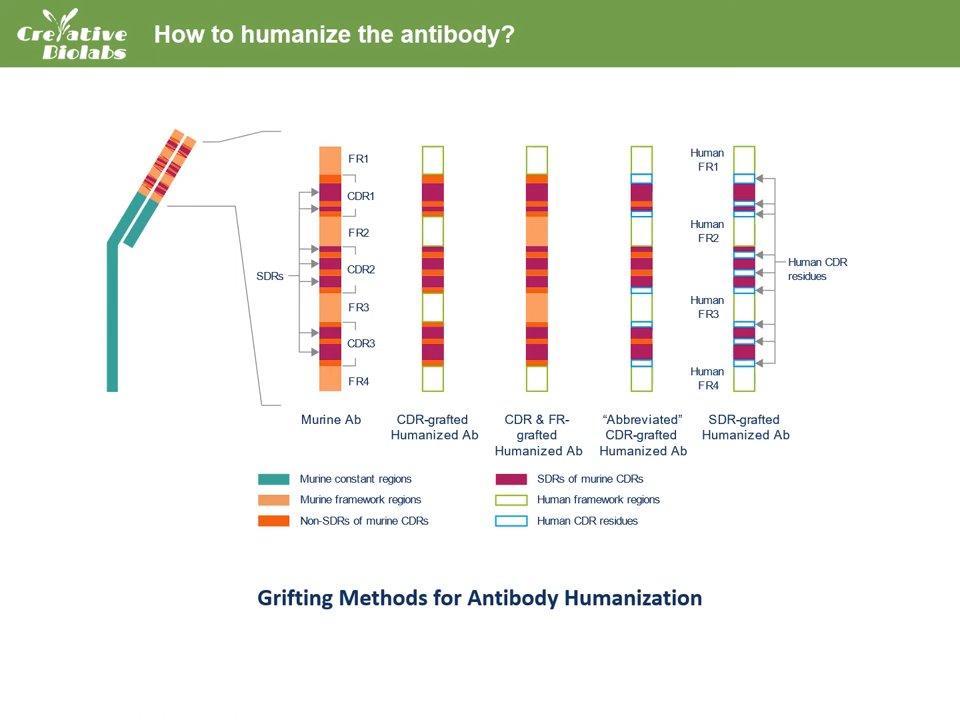 Creative
Biolabs
How to humanize the antibody?
FR1
CDR1
FR2
CDR2
FR3
CDR3
FR4
SDRs
Human
FR1
Human
FR2
Human
FR3
Human
FR4
Human CDR
residues
Murine Ab
CDR-grafted
Humanized Ab
CDR & FR-
grafted
Humanized Ab
“Abbreviated”
CDR-grafted
Humanized Ab
SDR-grafted
Humanized Ab
Murine constant regions
Murine framework regions
Non-SDRs of murine CDRs
SDRs of murine CDRs
Human framework regions
Human CDR residues
Grifting Methods for Antibody Humanization